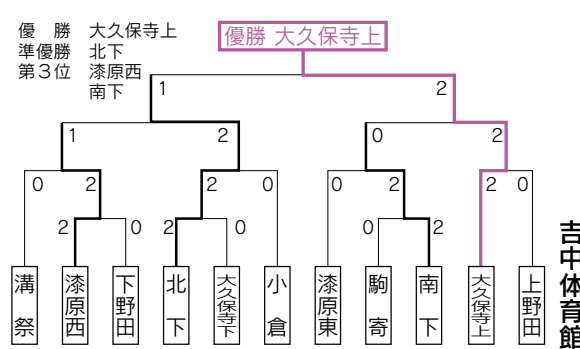 優　勝　大久保寺上
準優勝　北下
第３位　漆原西
南下
優勝 大久保寺上
1
2
1
2
0
2
0
2
2
0
0
2
2
0
2
0
2
0
0
2
溝祭
漆原西
下野田
北下
大久保寺下
小倉
漆原東
駒寄
南下
大久保寺上
上野田
吉中体育館